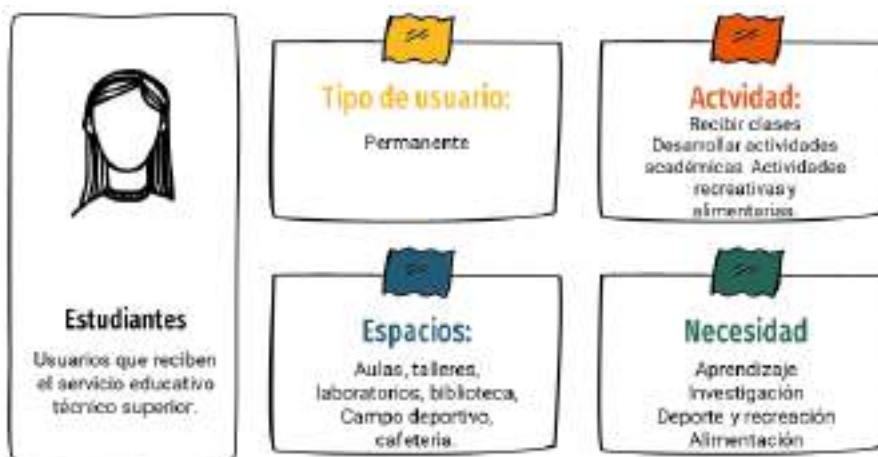 Estudiantes
Usuarios que reciben
el servicio educativo
técnico superior.
Tipo de usuario:
Permanente
Actvidad:
Recibir clases
Desarrollar actividades
académicas. Actividades
recreativas y
alimentarias.
Espacios:
Aulas, talleres,
laboratorios, biblioteca,
Campo deportivo,
cafetería.
Necesidad
Aprendizaje
Investigación
Deporte y recreación
Alimentación